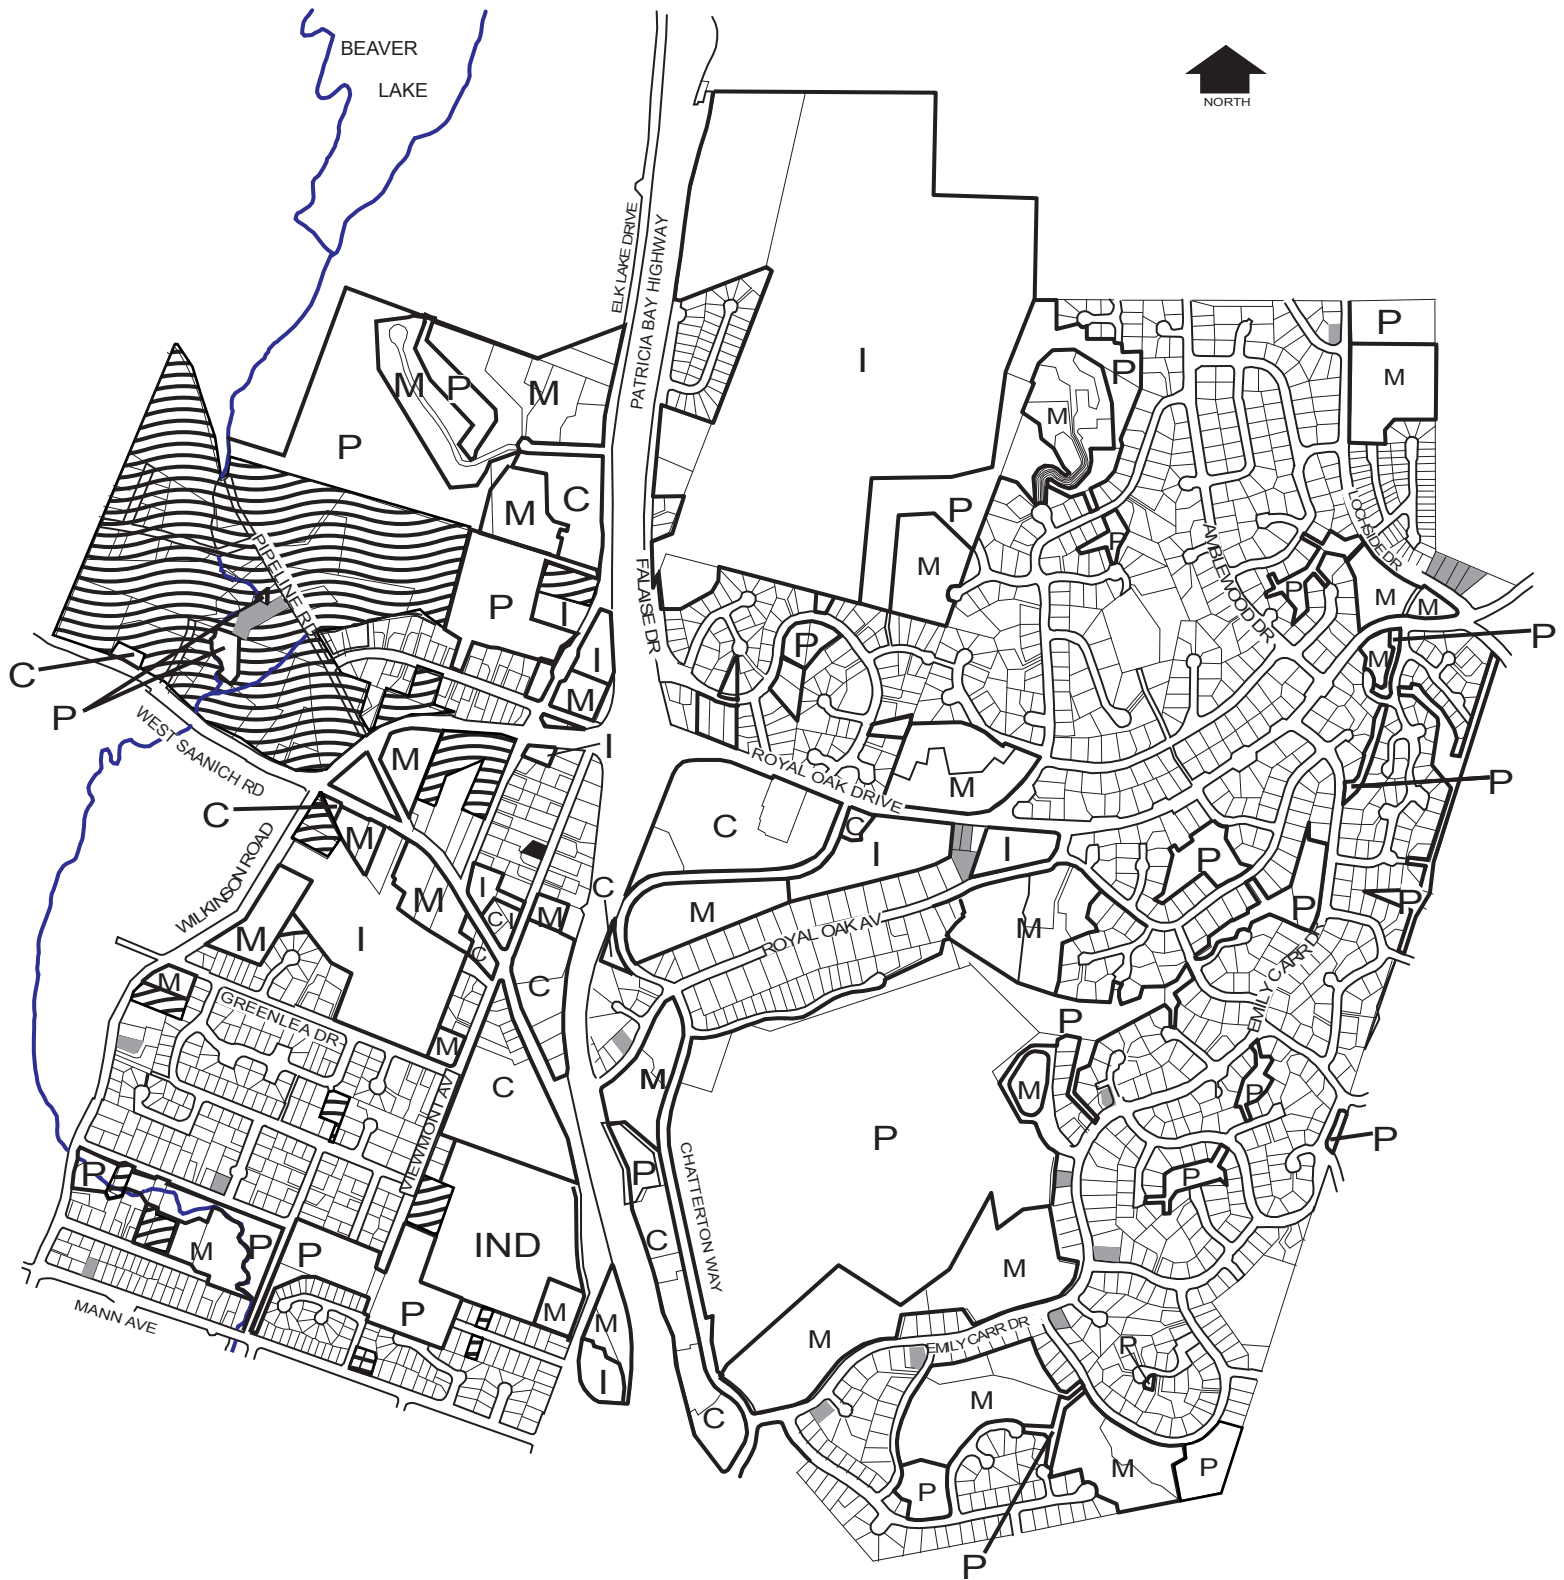 BEAVER
LAKE
NORTH
ELK LAKE DRIVE
PATRICIA BAY HIGHWAY
P
I
P
M
M
P
M
M
P
P
C
M
P
M
P
LOCHSIDE DR
AMBLEWOOD DR
PIPELINE RD
FALAISE DR
P
I
P
M
M
P
P
I
M
M
C
P
WEST SAANICH RD
I
M
ROYAL OAK DRIVE
M
P
C
C
C
M
I
I
P
WILKINSON ROAD
I
C
M
C
I
M
M
P
P
M
I
C
ROYAL OAK AV
M
EMILY CARR DR
M
C
GREENLEA DR
M
P
C
M
M
P
VIEWMONT AV
CHATTERTON WAY
P
P
P
P
P
M
P
P
IND
C
M
MANN AVE
P
M
M
M
EMILY CARR DR
P
I
M
C
M
P
P
P